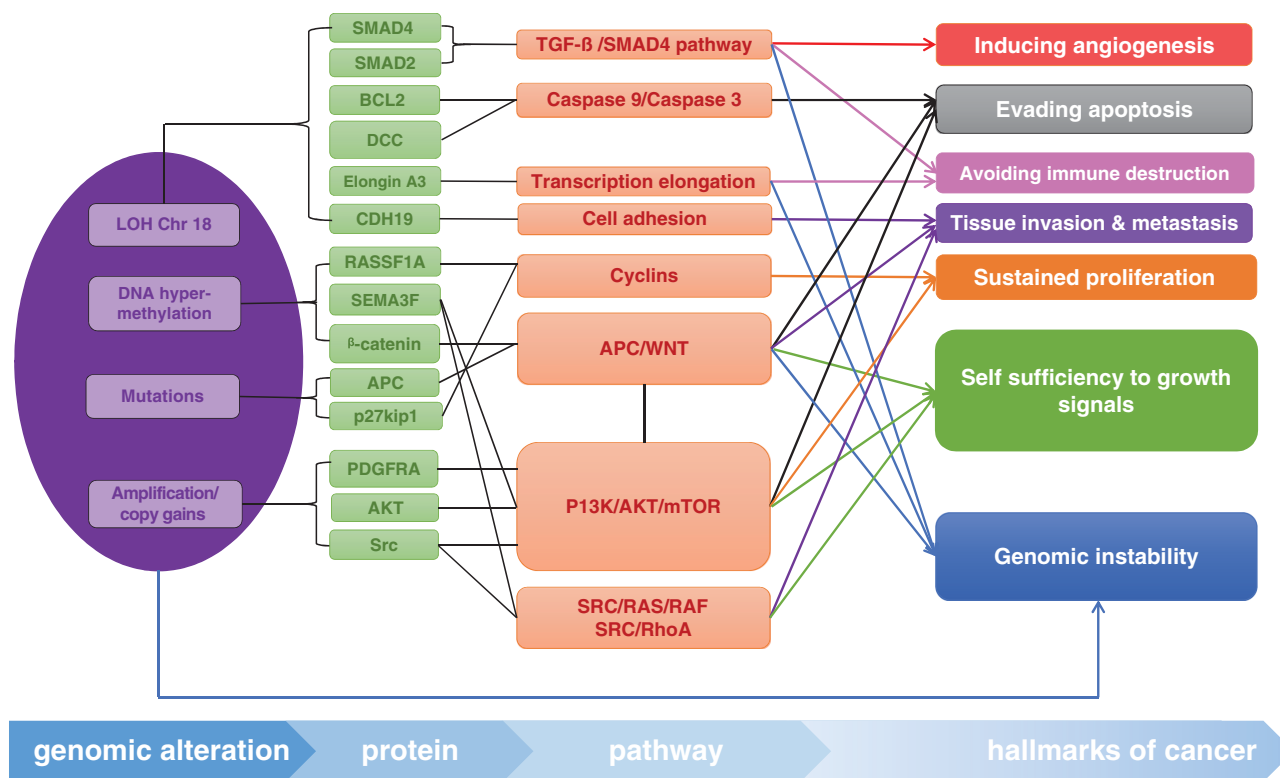 LOH Chr 18
DNA hyper-
methylation
Mutations
Amplification/
copy gains
SMAD4
SMAD2
BCL2
DCC
Elongin A3
CDH19
RASSF1A
SEMA3F
β-catenin
APC
p27kip1
PDGFRA
AKT
Src
TGF-ß /SMAD4 pathway
Caspase 9/Caspase 3
Transcription elongation
Cell adhesion
Cyclins
APC/WNT
P13K/AKT/mTOR
SRC/RAS/RAF
SRC/RhoA
Inducing angiogenesis
Evading apoptosis
Avoiding immune destruction
Tissue invasion & metastasis
Sustained proliferation
Self sufficiency to growth
signals
Genomic instability
genomic alteration
protein
pathway
hallmarks of cancer